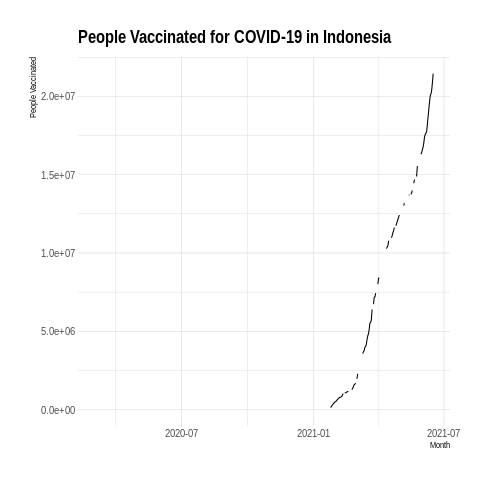 People Vaccinated for COVID-19 in Indonesia
People Vaccinated
2.0e+07
1.5e+07
1.0e+07
5.0e+06
0.0e+00
2020-07
2021-01
2021-07
Month